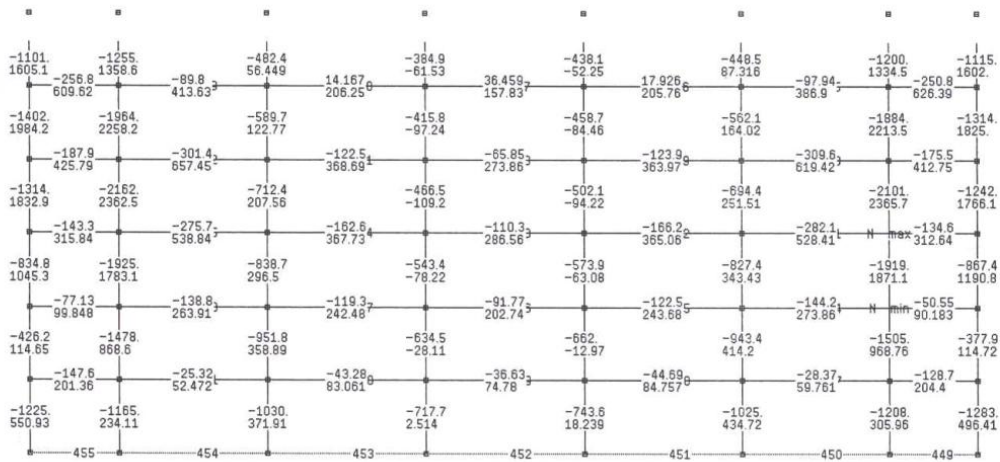 -1101. -1255. -482.4 -384.9 -438.1 -448.5 -1200. -1115.
1605.1 1358.6 56.449 -61.53 -52.25 87.316 1334.5 1602.
-256.8 -89.8 14.167 36.459 17.926 -97.94 -250.8
609.62 413.63 206.25 157.83 205.76 386.9 626.39
-1402. -1964. -589.7 -415.8 -458.7 -562.1 -1884. -1314.
1984.2 2258.2 122.77 -97.24 -84.46 164.02 2213.5 1825.
-187.9 -301.4 -122.5 -65.85 -123.9 -309.6 -175.5
425.79 657.45 368.69 273.86 363.97 619.42 412.75
-1314. -2162. -712.4 -466.5 -502.1 -694.4 -2101. -1242.
1832.9 2362.5 207.56 -109.2 -94.22 251.51 2365.7 1766.1
-143.3 -275.7 -162.6 -110.3 -166.2 -282.1 N max -134.6
315.84 538.84 367.73 286.56 365.06 528.41 312.64
-834.8 -1925. -838.7 -543.4 -573.9 -827.4 -1919. -867.4
1045.3 1783.1 296.5 -78.22 -63.08 343.43 1871.1 1190.8
-77.13 -138.8 -119.3 -91.77 -122.5 -144.2 N min -50.55
99.848 263.91 242.48 202.74 243.68 273.86 90.183
-426.2 -1478. -951.8 -634.5 -662. -943.4 -1505. -377.9
114.65 868.6 358.89 -28.11 -12.97 414.2 968.76 114.72
-147.6 -25.32 -43.28 -36.63 -44.69 -28.37 -128.7
201.36 52.472 83.061 74.78 84.757 59.761 204.4
-1225. -1165. -1030. -717.7 -743.6 -1025. -1208. -1283.
550.93 234.11 371.91 2.514 18.239 434.72 305.96 496.41
455 454 453 452 451 450 449